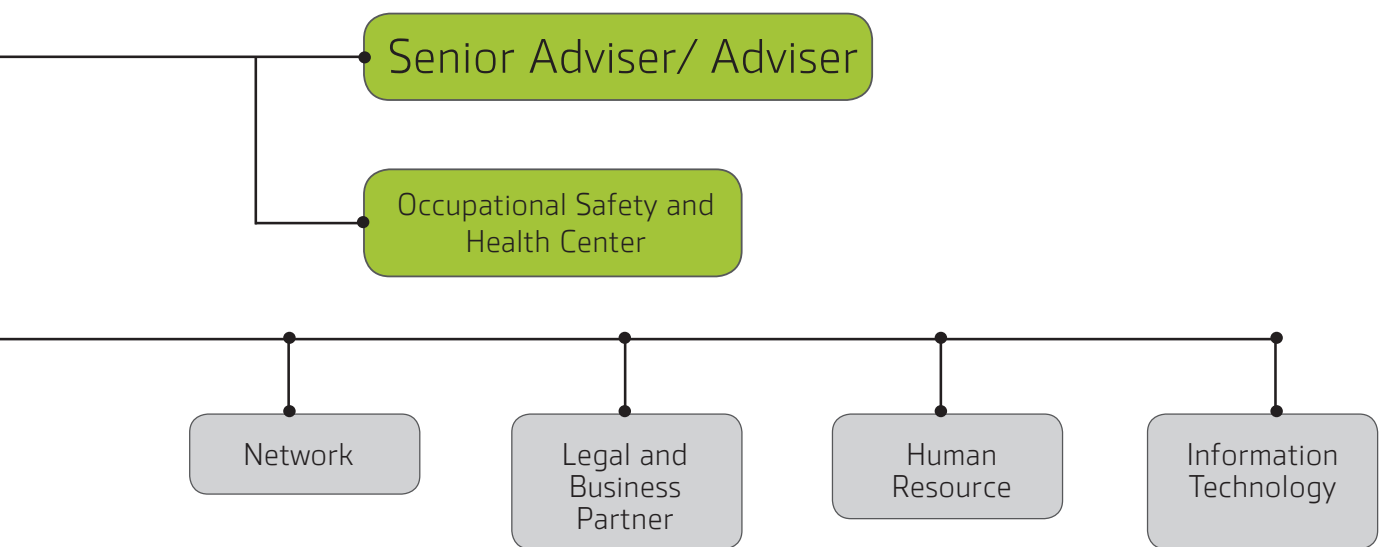 Senior Adviser/ Adviser
Occupational Safety and
Health Center
Network
Legal and
Business
Partner
Human
Resource
Information
Technology